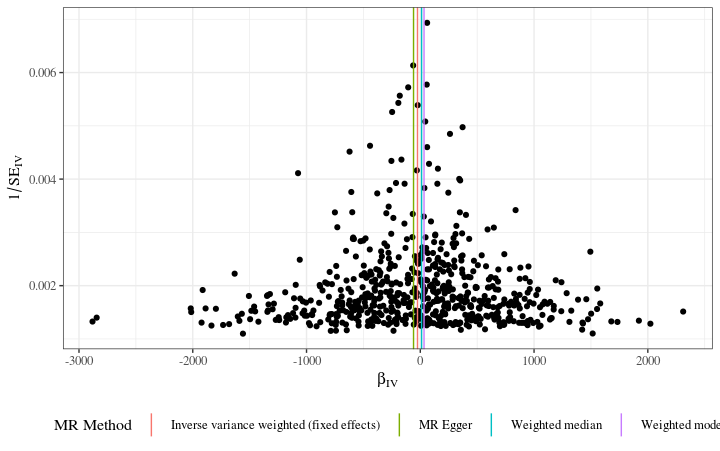 0.006
0.004
0.002
1/SE_IV
-3000 -2000 -1000 0 1000 2000
β_IV
MR Method Inverse variance weighted (fixed effects) MR Egger Weighted median Weighted mode